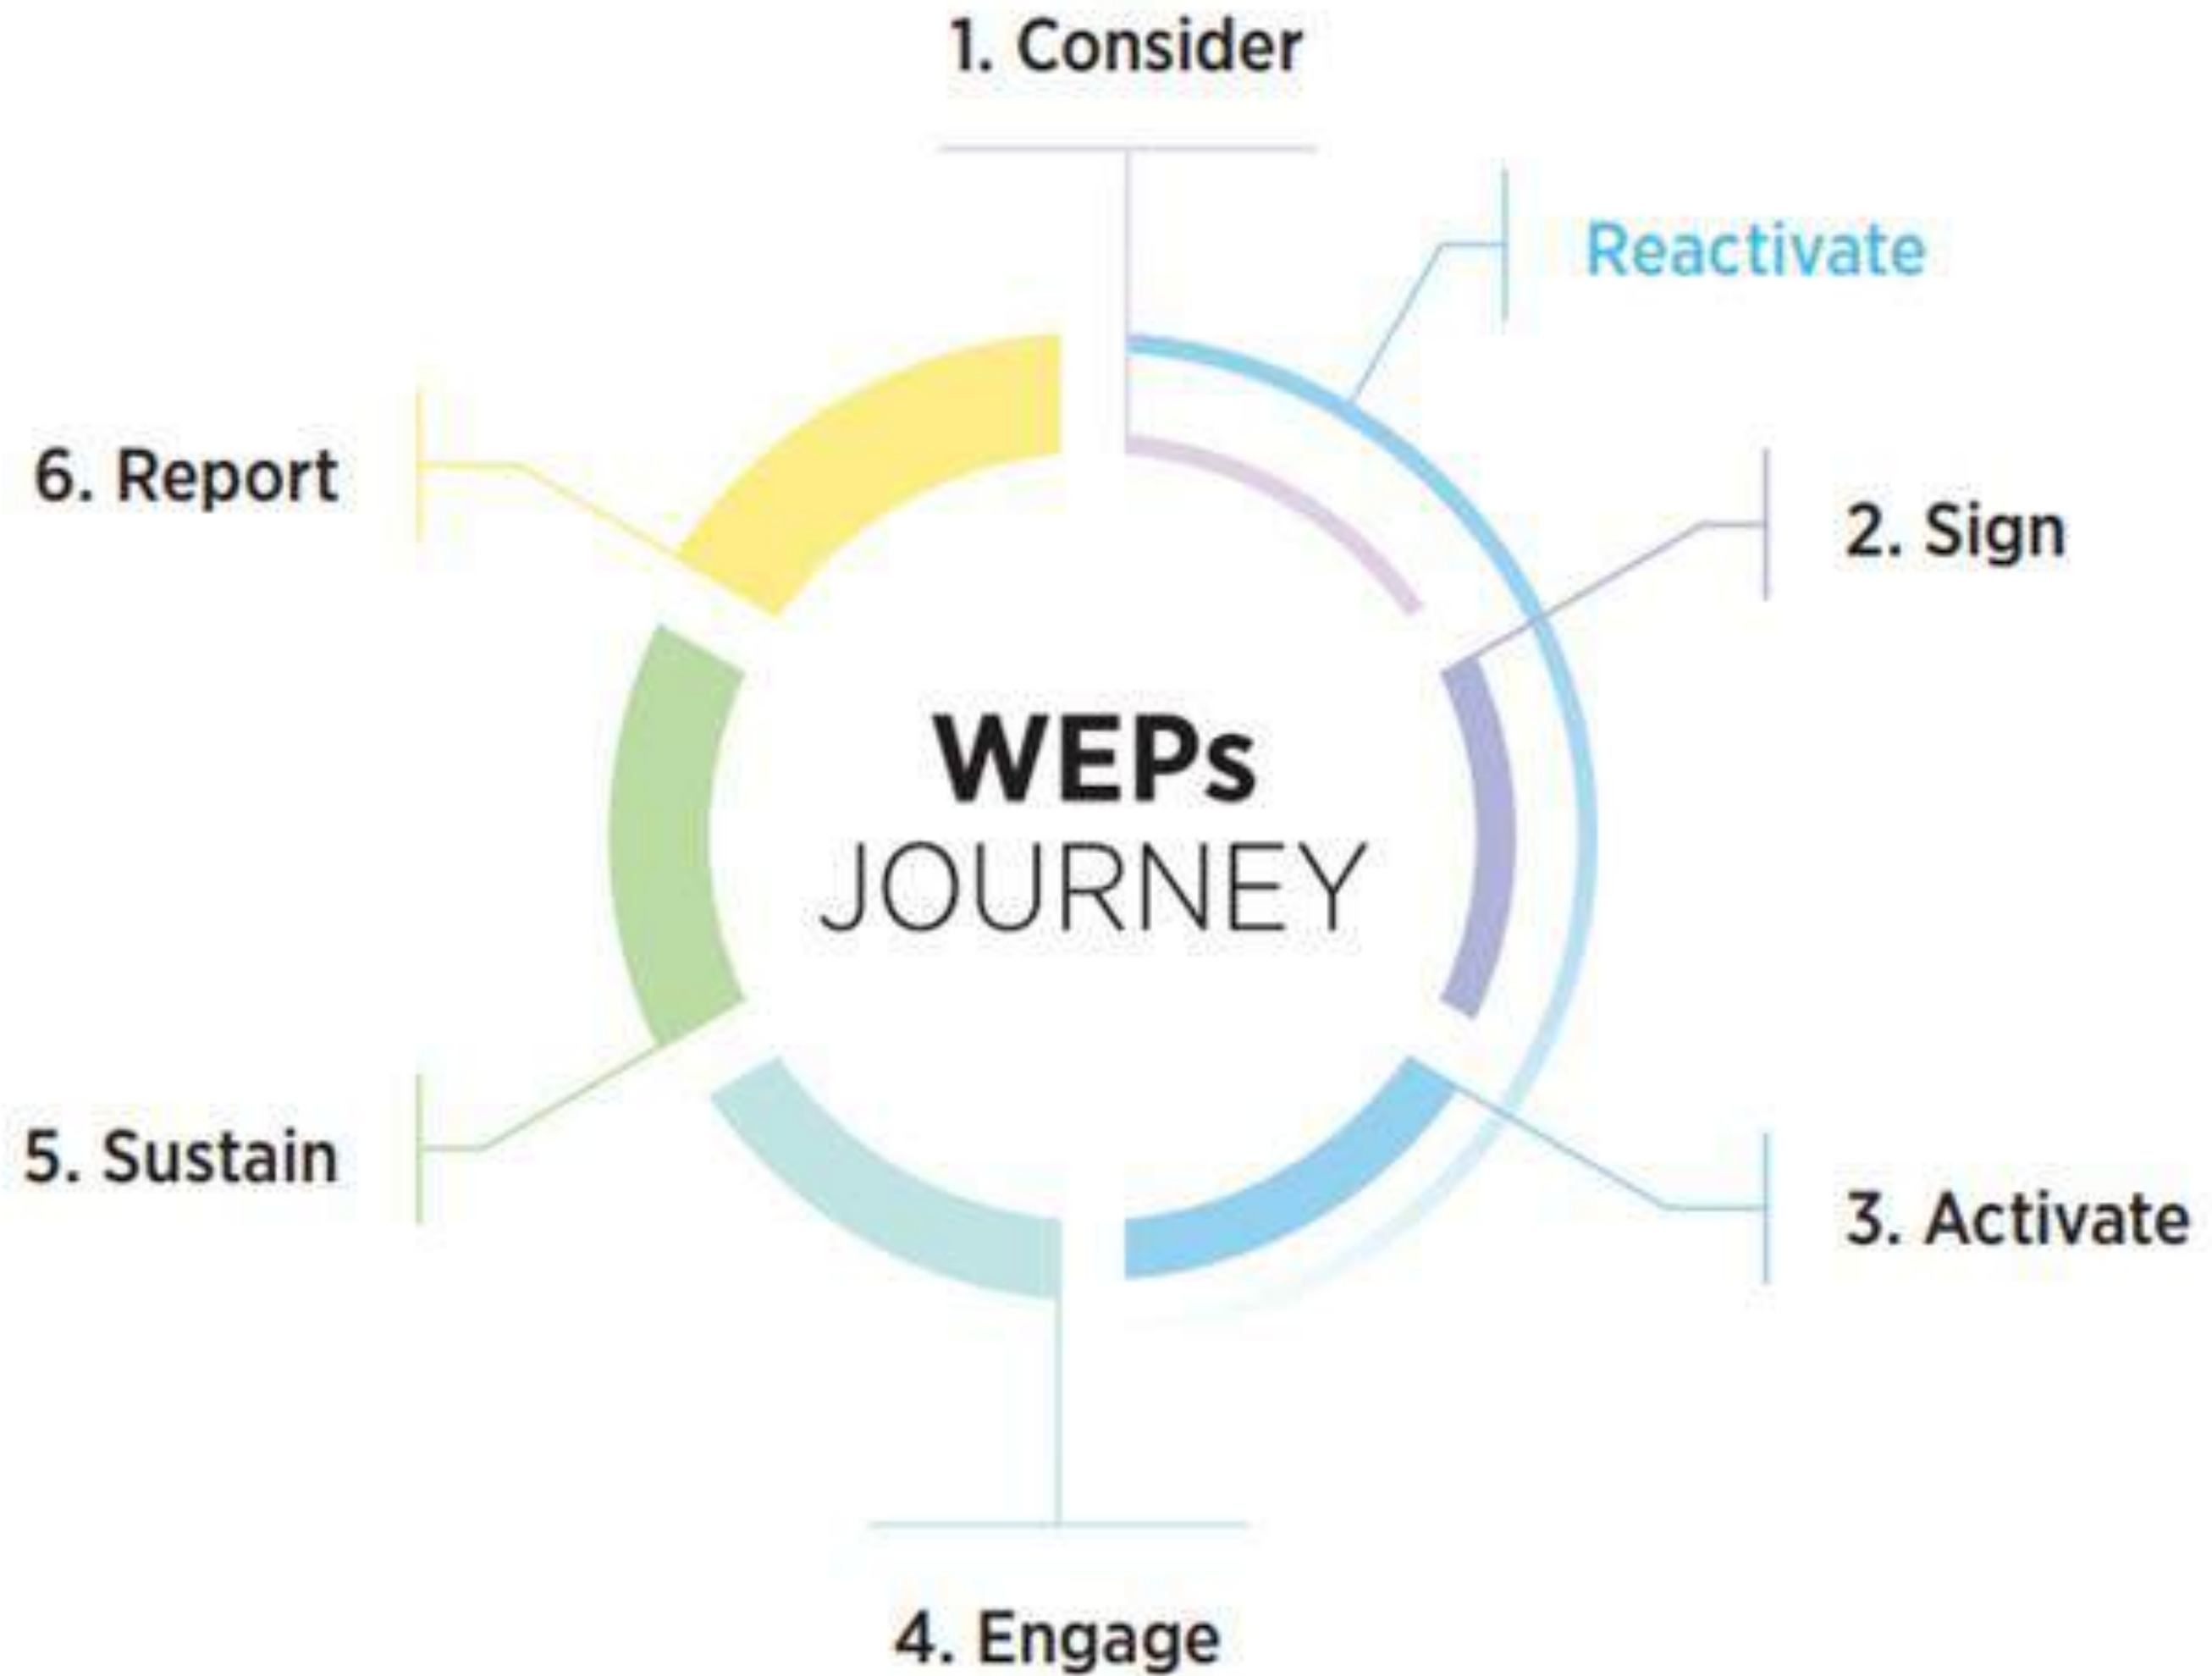 1. Consider
Reactivate
2. Sign
6. Report
WEPs
JOURNEY
5. Sustain
3. Activate
4. Engage